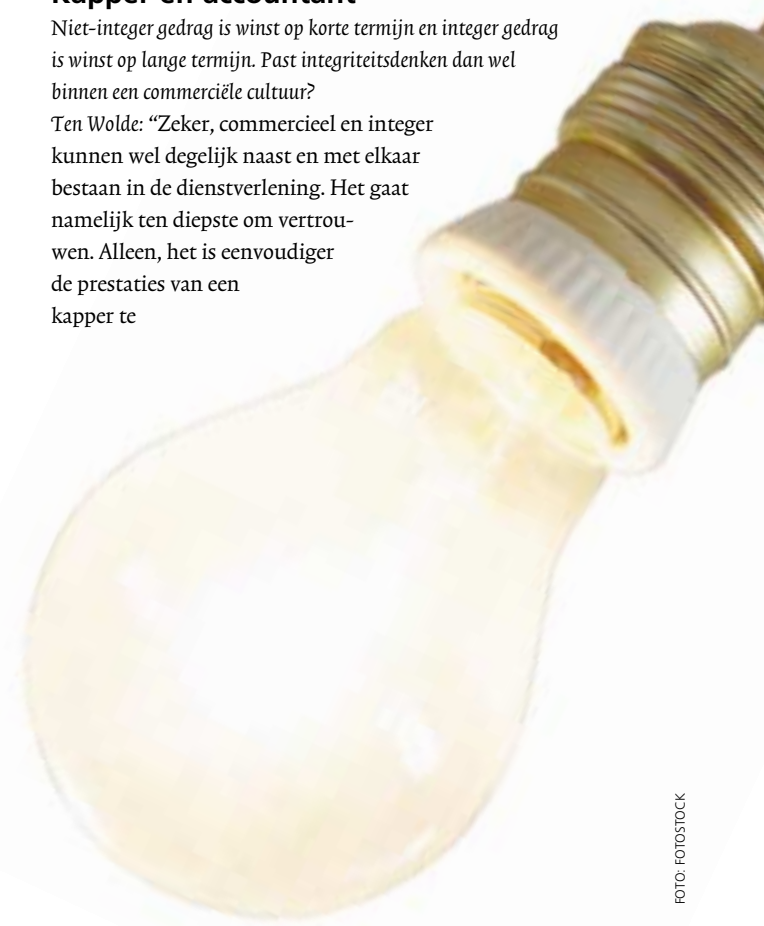 Kapper en accountant
Niet-integer gedrag is winst op korte termijn en integer gedrag
is winst op lange termijn. Past integriteitsdenken dan wel
binnen een commerciële cultuur?
Ten Wolde: “Zeker, commercieel en integer
kunnen wel degelijk naast en met elkaar
bestaan in de dienstverlening. Het gaat
namelijk ten diepste om vertrou-
wen. Alleen, het is eenvoudiger
de prestaties van een
kapper te
FOTO: FOTOSTOCK